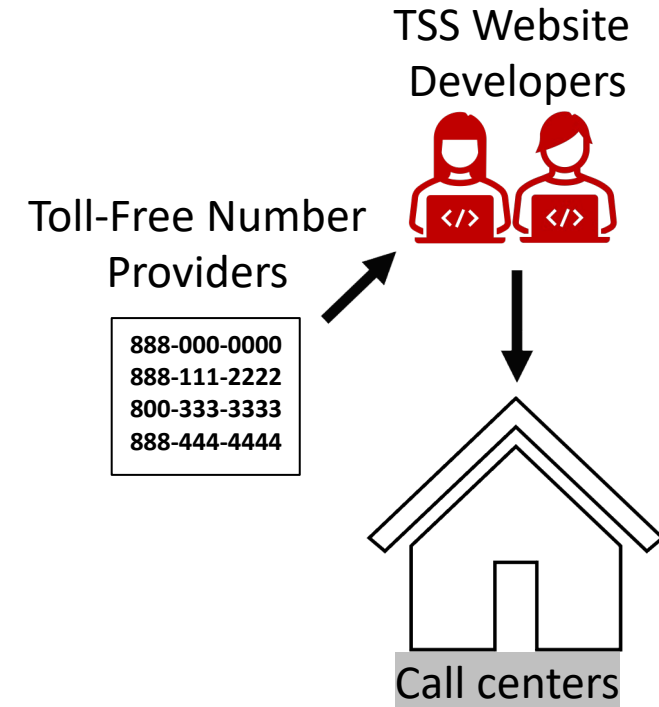 TSS Website
Developers
</> </>
Toll-Free Number
Providers
888-000-0000
888-111-2222
800-333-3333
888-444-4444
Call centers